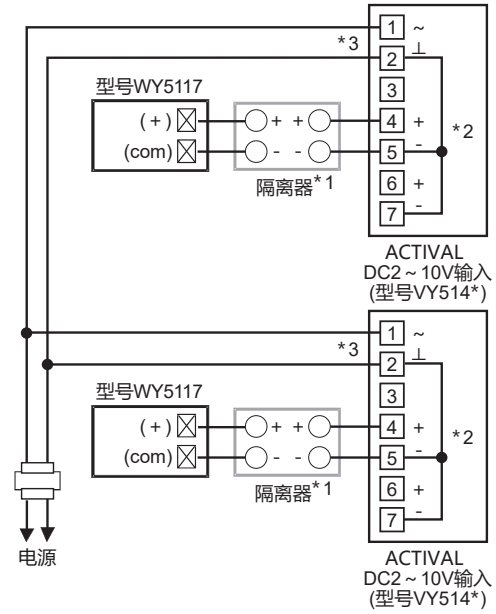 1 ~
*3 2 ⊥
型号WY5117 3
(+) + + 4 + *2
(com) - - 5 -
隔离器*1 6 +
7 -
ACTIVAL
DC2~10V输入
(型号VY514*)
1 ~
*3 2 ⊥
型号WY5117 3
(+) + + 4 + *2
(com) - - 5 -
隔离器*1 6 +
7 -
电源
ACTIVAL
DC2~10V输入
(型号VY514*)